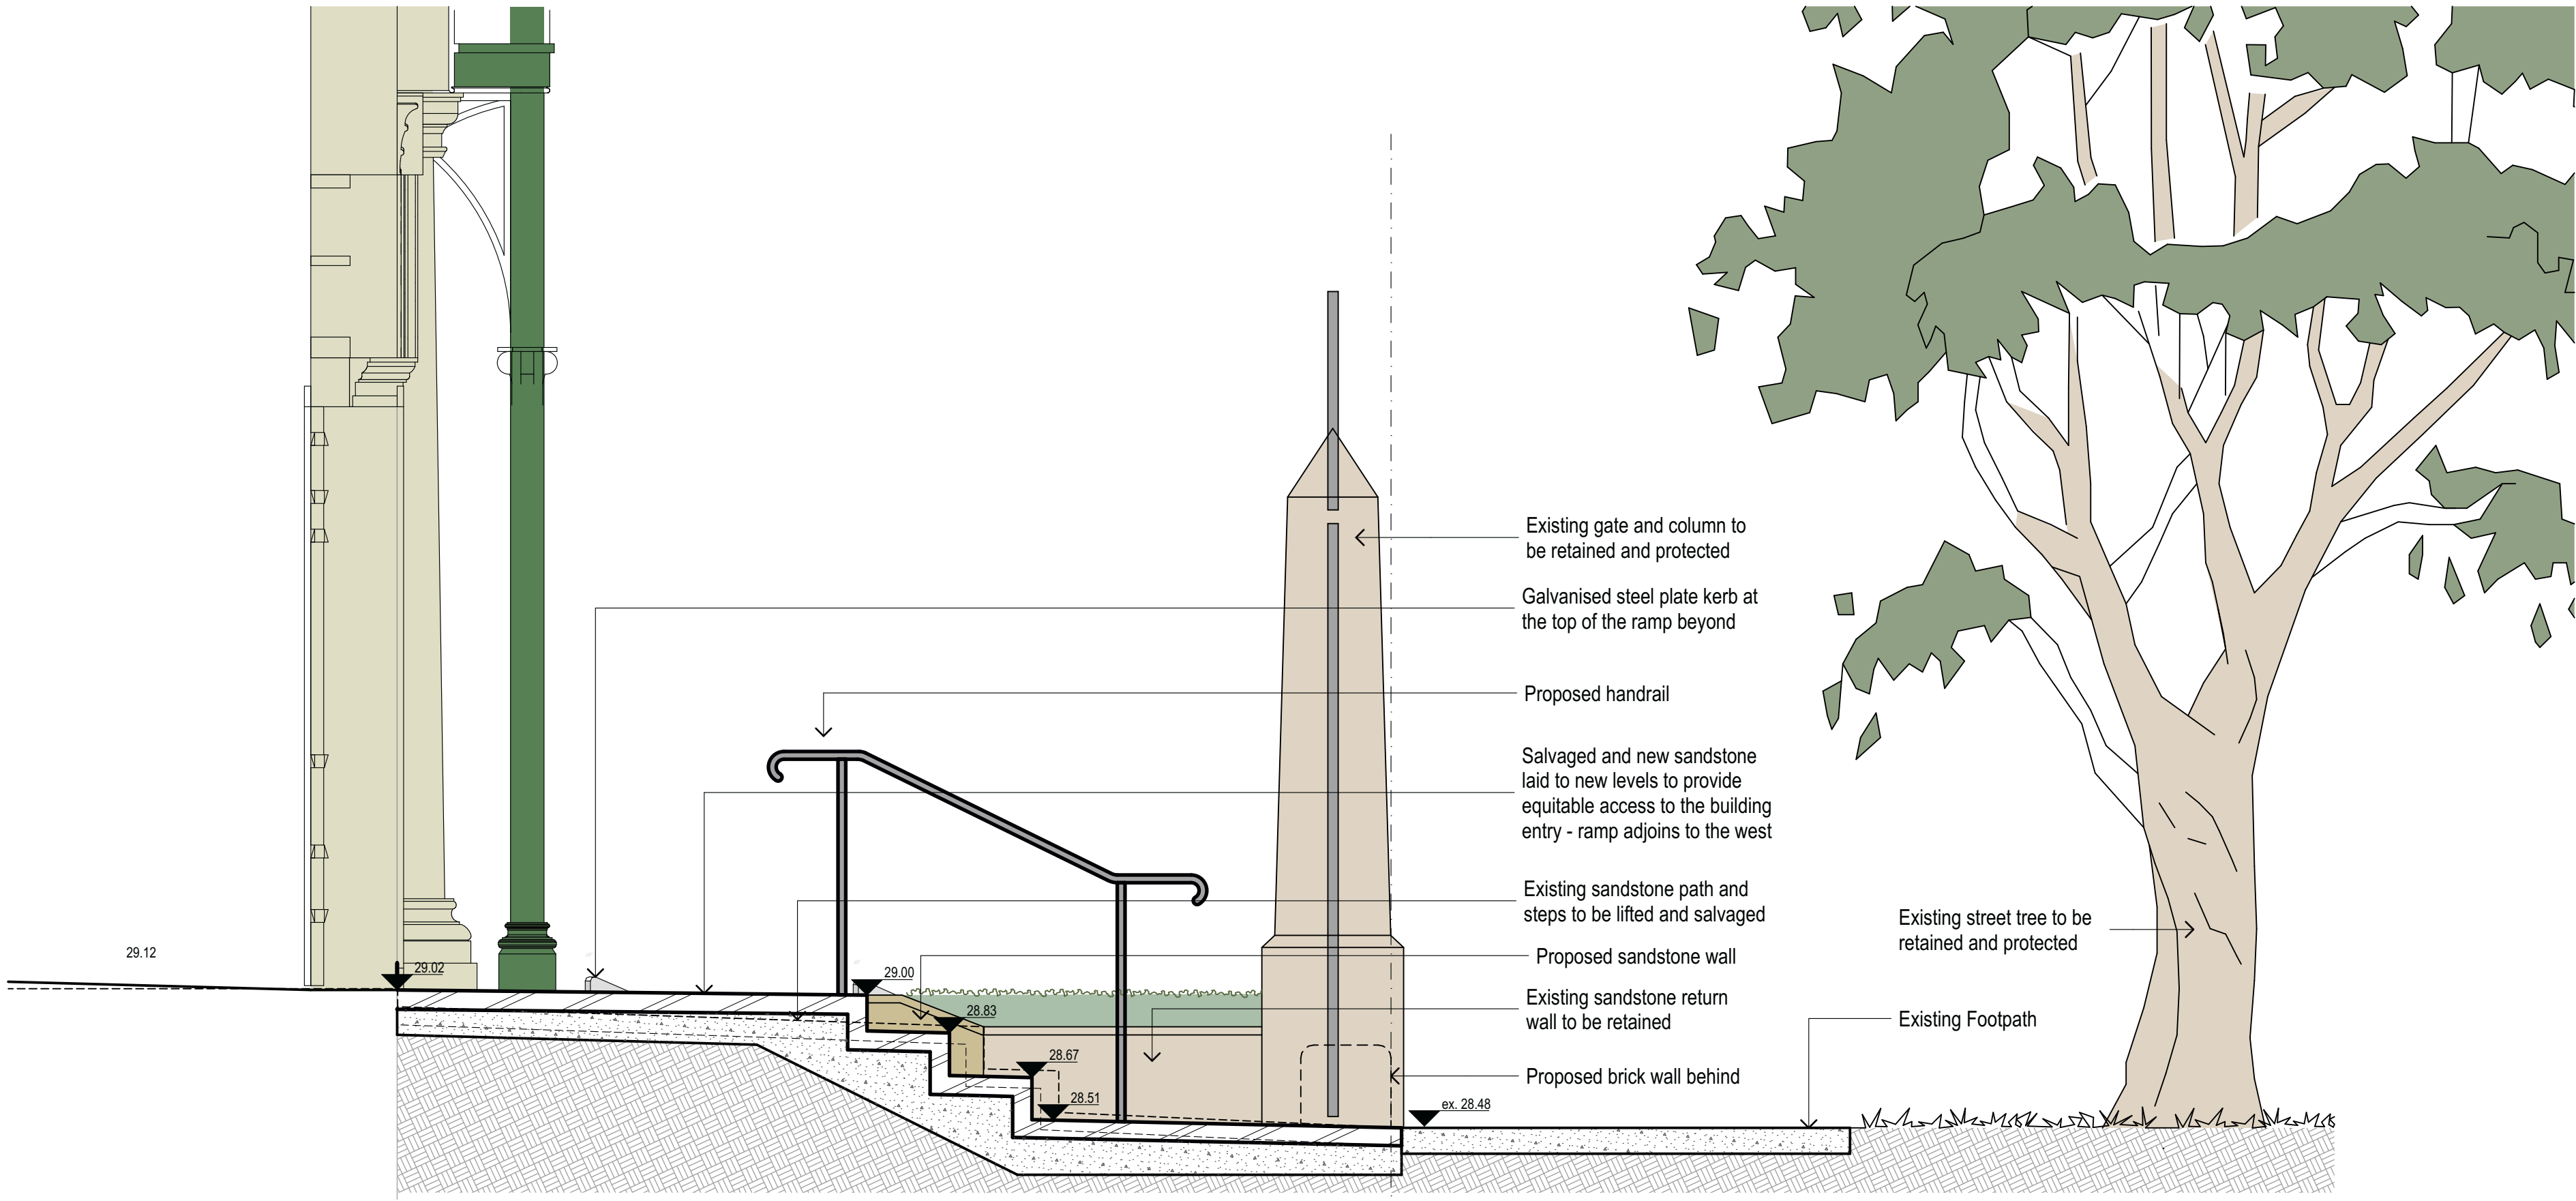 Existing gate and column to
be retained and protected
Galvanised steel plate kerb at
the top of the ramp beyond
Proposed handrail
Salvaged and new sandstone
laid to new levels to provide
equitable access to the building
entry - ramp adjoins to the west
Existing sandstone path and
steps to be lifted and salvaged
Proposed sandstone wall
Existing sandstone return
wall to be retained
Proposed brick wall behind
Existing street tree to be
retained and protected
Existing Footpath
29.12
29.02
29.00
28.83
28.67
28.51
ex. 28.48